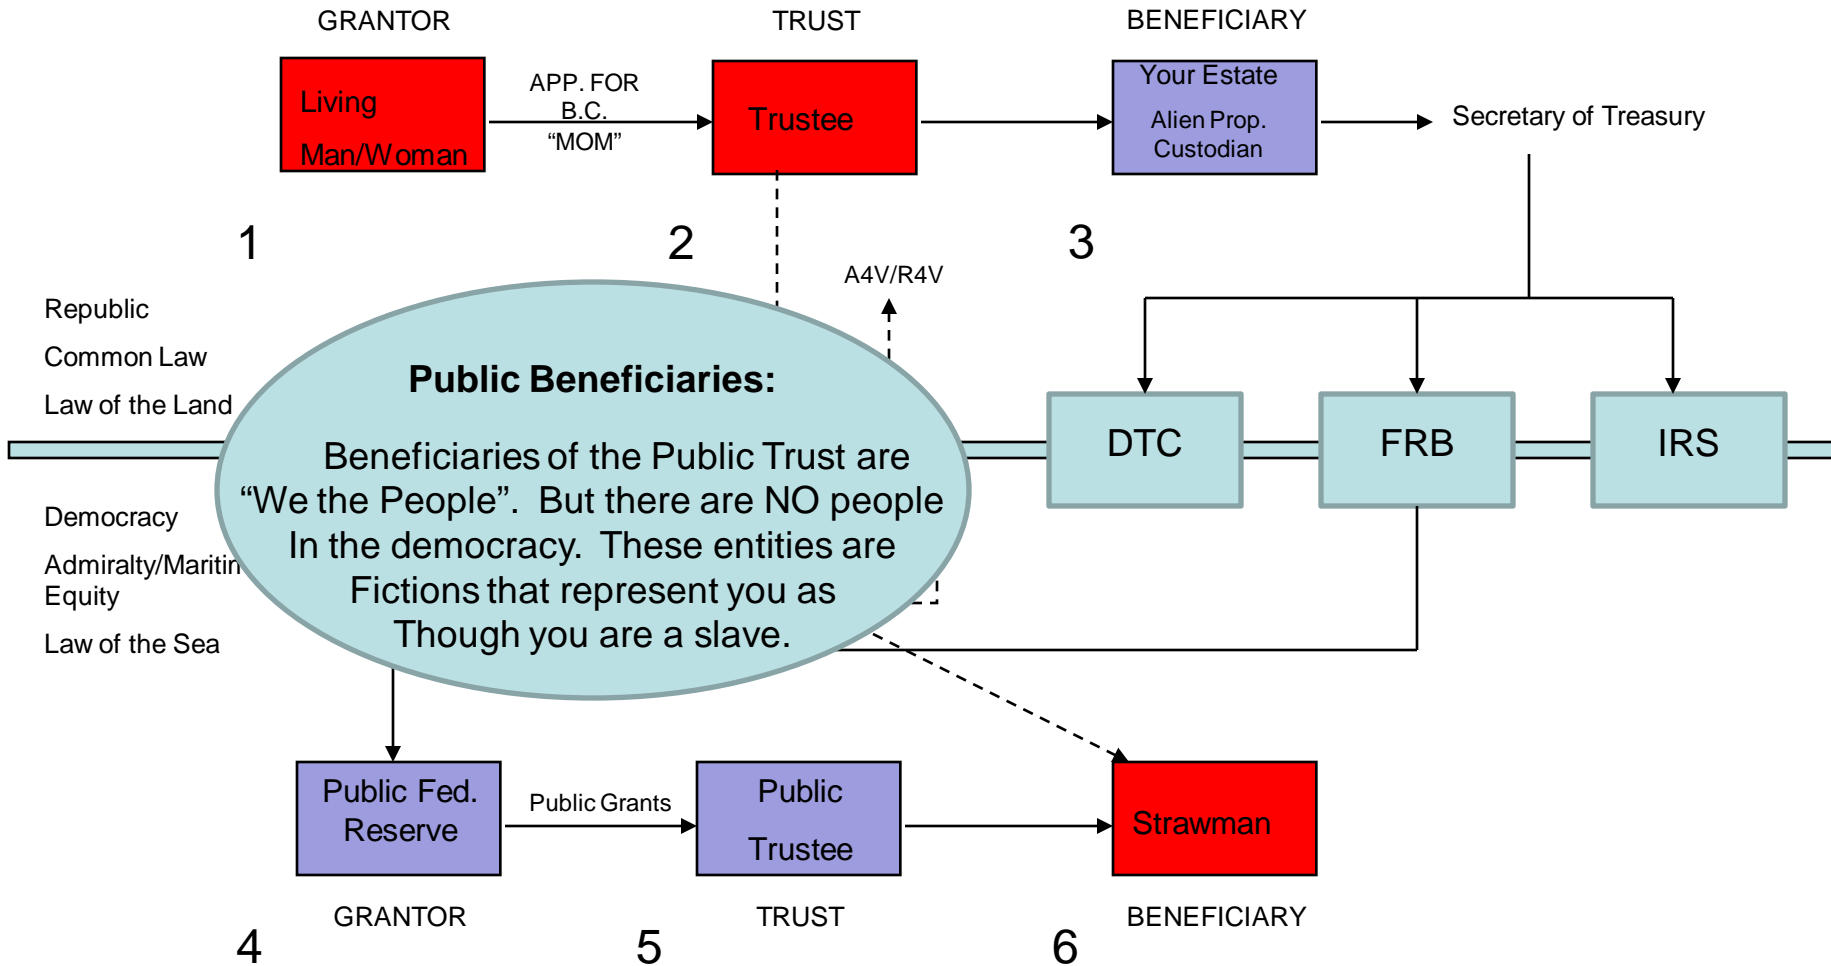 GRANTOR
TRUST
BENEFICIARY
Living
Man/Woman
APP. FOR
B.C.
“MOM”
Trustee
Your Estate
Alien Prop.
Custodian
Secretary of Treasury
1
2
3
A4V/R4V
Republic
Common Law
Law of the Land
Public Beneficiaries:
Beneficiaries of the Public Trust are
“We the People”. But there are NO people
In the democracy. These entities are
Fictions that represent you as
Though you are a slave.
DTC
FRB
IRS
Democracy
Admiralty/Maritim
Equity
Law of the Sea
Public Fed.
Reserve
Public Grants
Public
Trustee
Strawman
GRANTOR
TRUST
BENEFICIARY
4
5
6